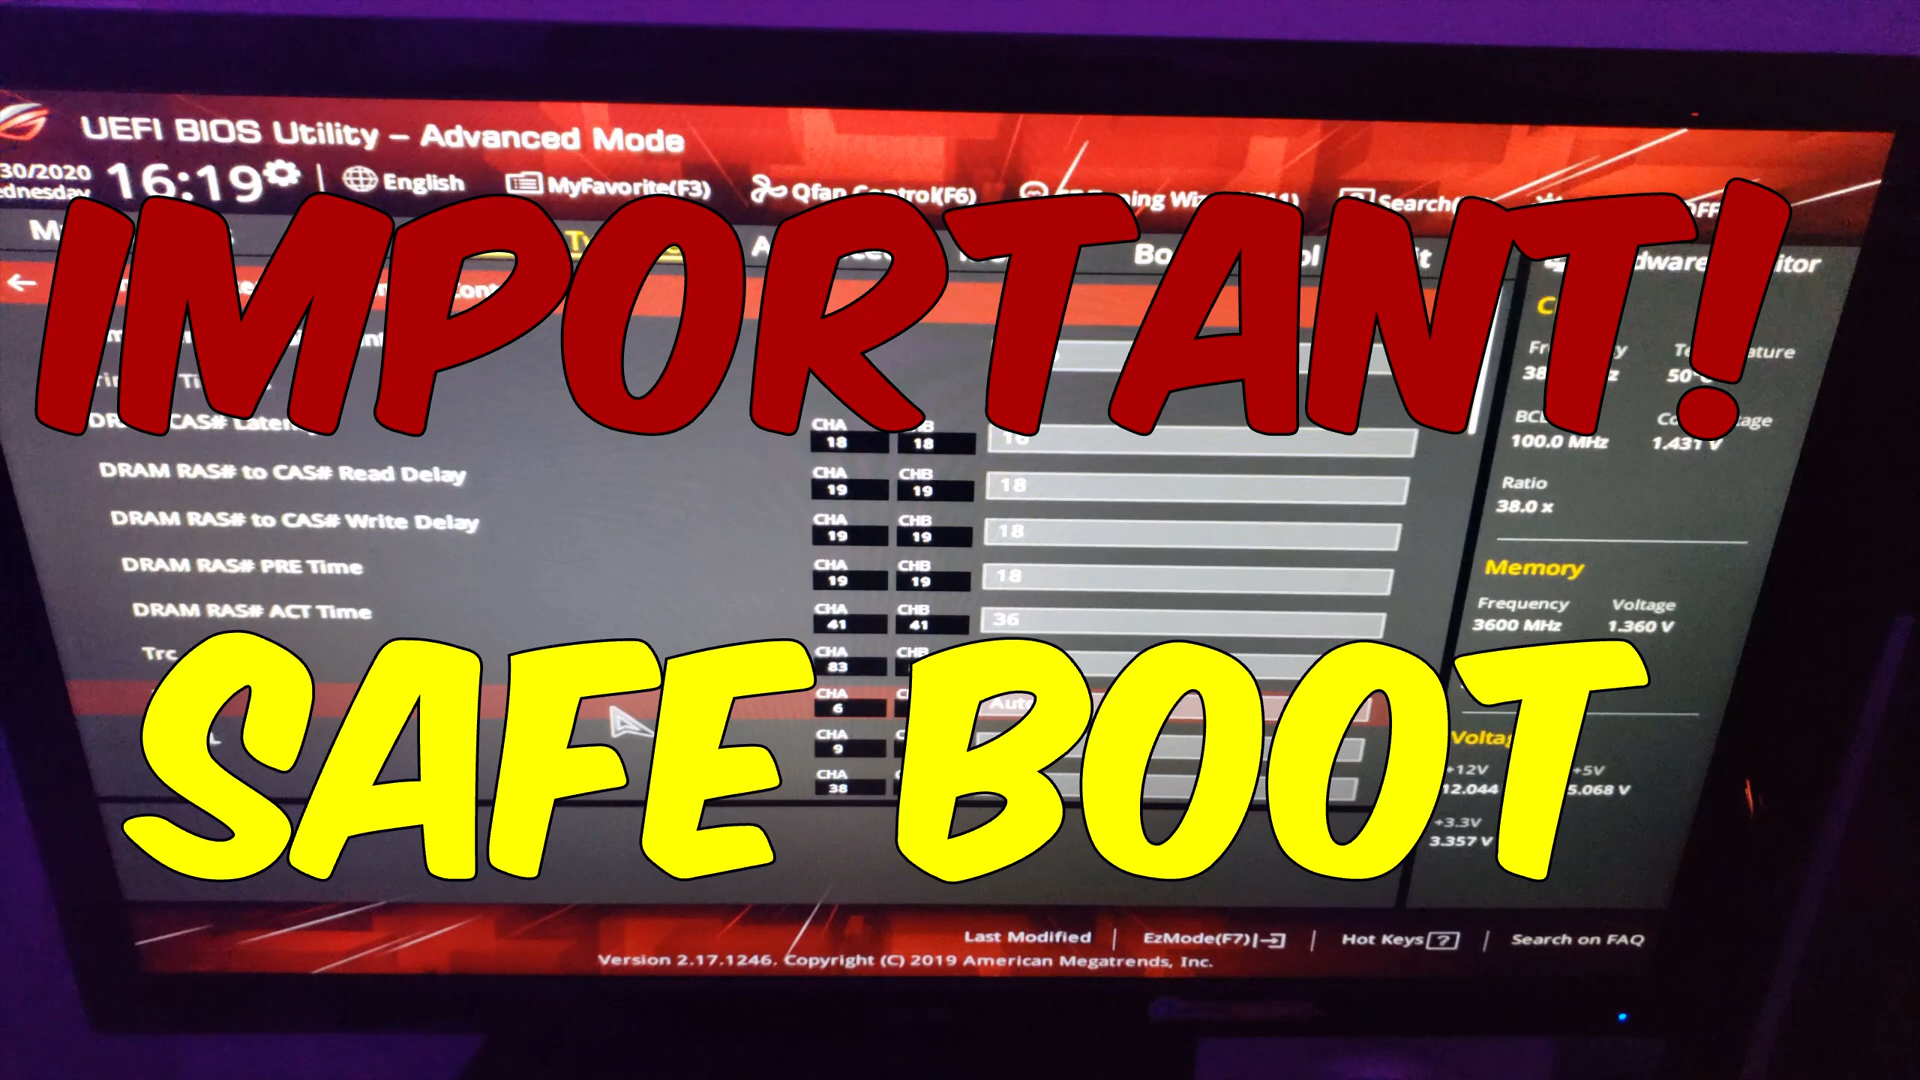 UEFI BIOS Utility – Advanced Mode
30/2020
16:19
English
MyFavorite(F3)
IMPORTANT!
50
BCL
100.0 MHz
1.431 V
CHA
18 18 16
DRAM RAS# to CAS# Read Delay
CHA CHB
19 19 18
DRAM RAS# to CAS# Write Delay
CHA CHB
19 19 18
DRAM RAS# PRE Time
CHA CHB
19 19 18
DRAM RAS# ACT Time
CHA CHB
41 41 36
Trc
CHA
83
CHA
6
Auto
CHA
9
CHA
38
Ratio
38.0 x
Memory
Frequency Voltage
3600 MHz 1.360 V
SAFE BOOT
+12V +5V
12.044 5.068 V
+3.3V
3.357 V
Last Modified | EzMode(F7) | Hot Keys ? | Search on FAQ
Version 2.17.1246. Copyright (C) 2019 American Megatrends, Inc.